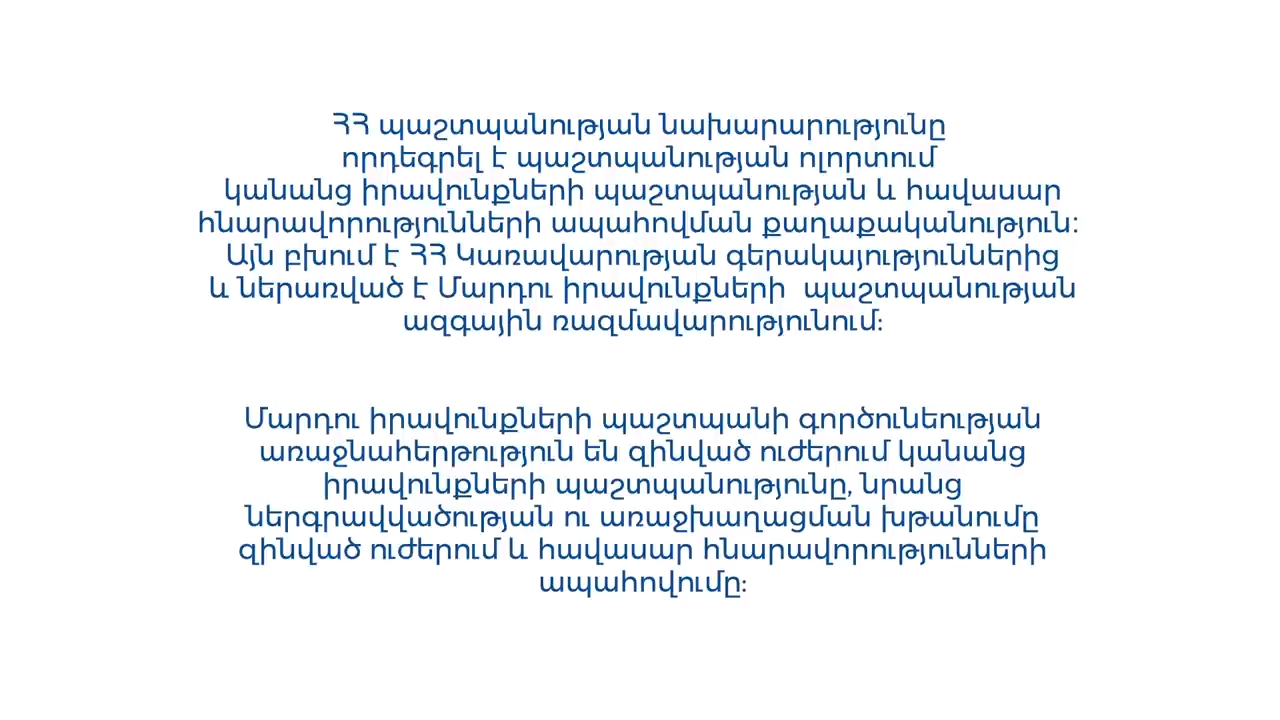 ՀՀ պաշտպանության նախարարությունը
որդեգրել է պաշտպանության ոլորտում
կանանց իրավունքների պաշտպանության և հավասար
հնարավորությունների ապահովման քաղաքականություն:
Այն բխում է ՀՀ Կառավարության գերակայություններից
և ներառված է Մարդու իրավունքների պաշտպանության
ազգային ռազմավարությունում:
Մարդու իրավունքների պաշտպանի գործունեության
առաջնահերթություն են զինված ուժերում կանանց
իրավունքների պաշտպանությունը, նրանց
ներգրավվածության ու առաջխաղացման խթանումը
զինված ուժերում և հավասար հնարավորությունների
ապահովումը: